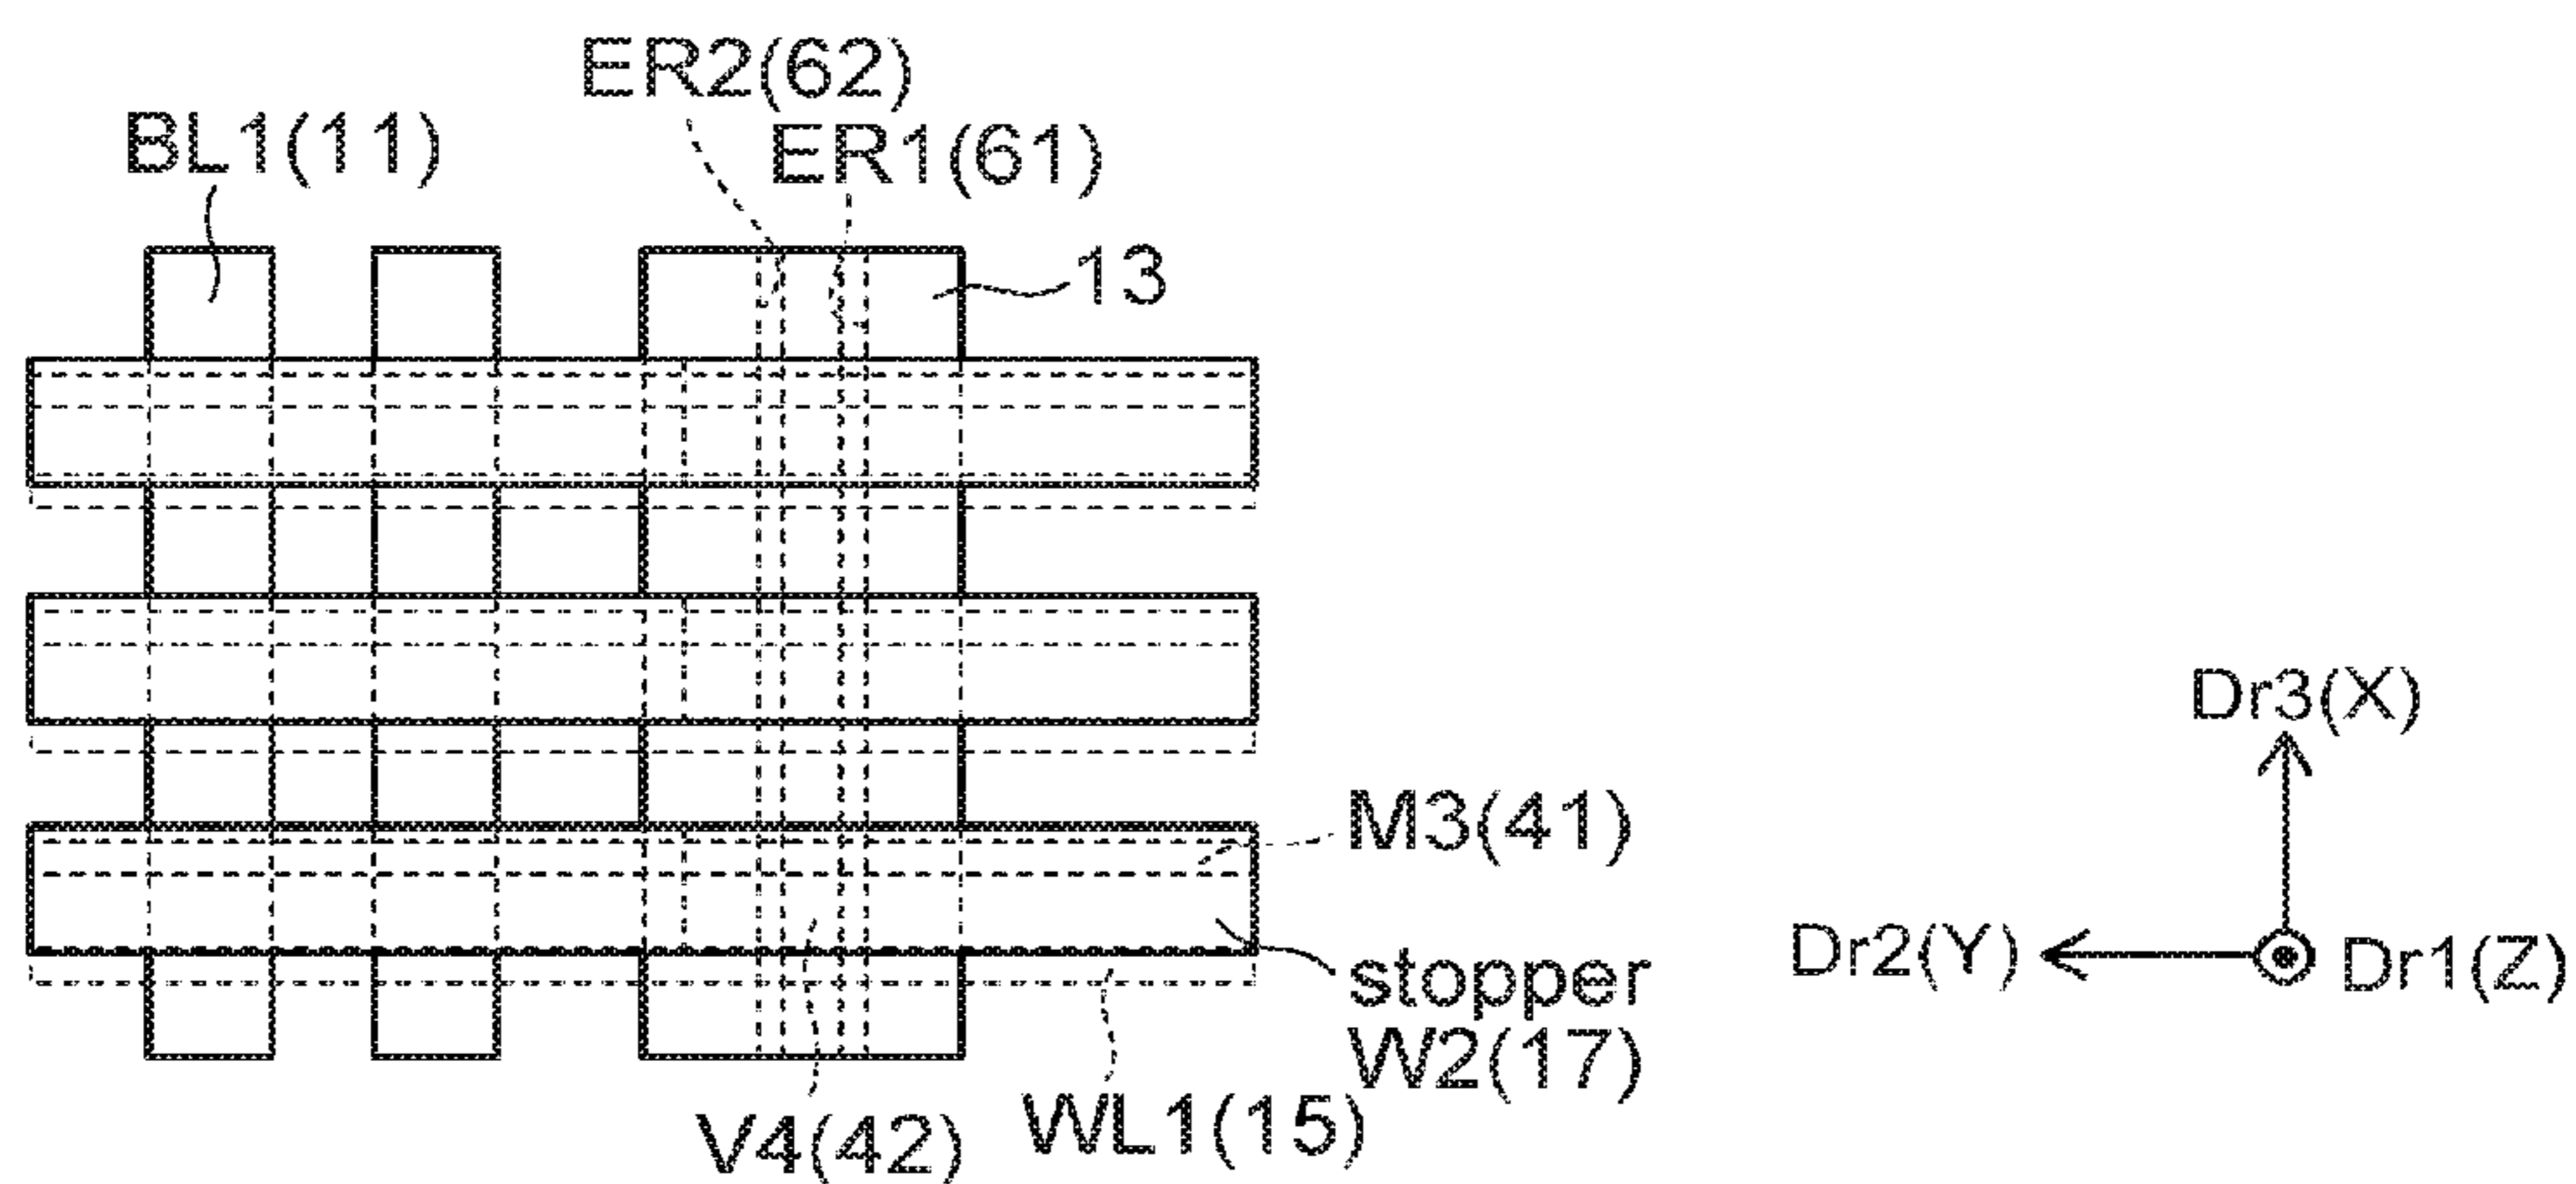 ER2(62)
BL1(11)
ER1(61)
13
Dr3(X)
M3(41)
Dr2(Y)
Dr1(Z)
stopper
W2(17)
V4(42)
WL1(15)